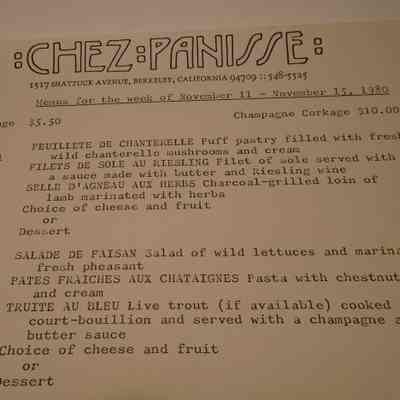 :CHEZ:PANISSE:
1517 SHATTUCK AVENUE, BERKELEY, CALIFORNIA 94709 :: 548-5525
Menus for the week of November 11 - November 15, 1980
$5.50 Champagne Corkage $10.00
FEUILLETE DE CHANTERELLE Puff pastry filled with fresh
wild chanterelle mushrooms and cream
FILETS DE SOLE AU RIESLING Filet of sole served with
a sauce made with butter and Riesling wine
SELLE D'AGNEAU AUX HERBS Charcoal-grilled loin of
lamb marinated with herbs
Choice of cheese and fruit
or
Dessert
SALADE DE FAISAN Salad of wild lettuces and marina
fresh pheasant
PATES FRAICHES AUX CHATAIGNES Pasta with chestnut
and cream
TRUITE AU BLEU Live trout (if available) cooked
court-bouillion and served with a champagne a
butter sauce
Choice of cheese and fruit
or
Dessert